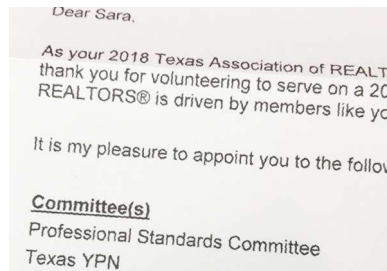 Dear Sara,
As your 2018 Texas Association of REALT
thank you for volunteering to serve on a 20
REALTORS® is driven by members like yo
It is my pleasure to appoint you to the follow
Committee(s)
Professional Standards Committee
Texas YPN